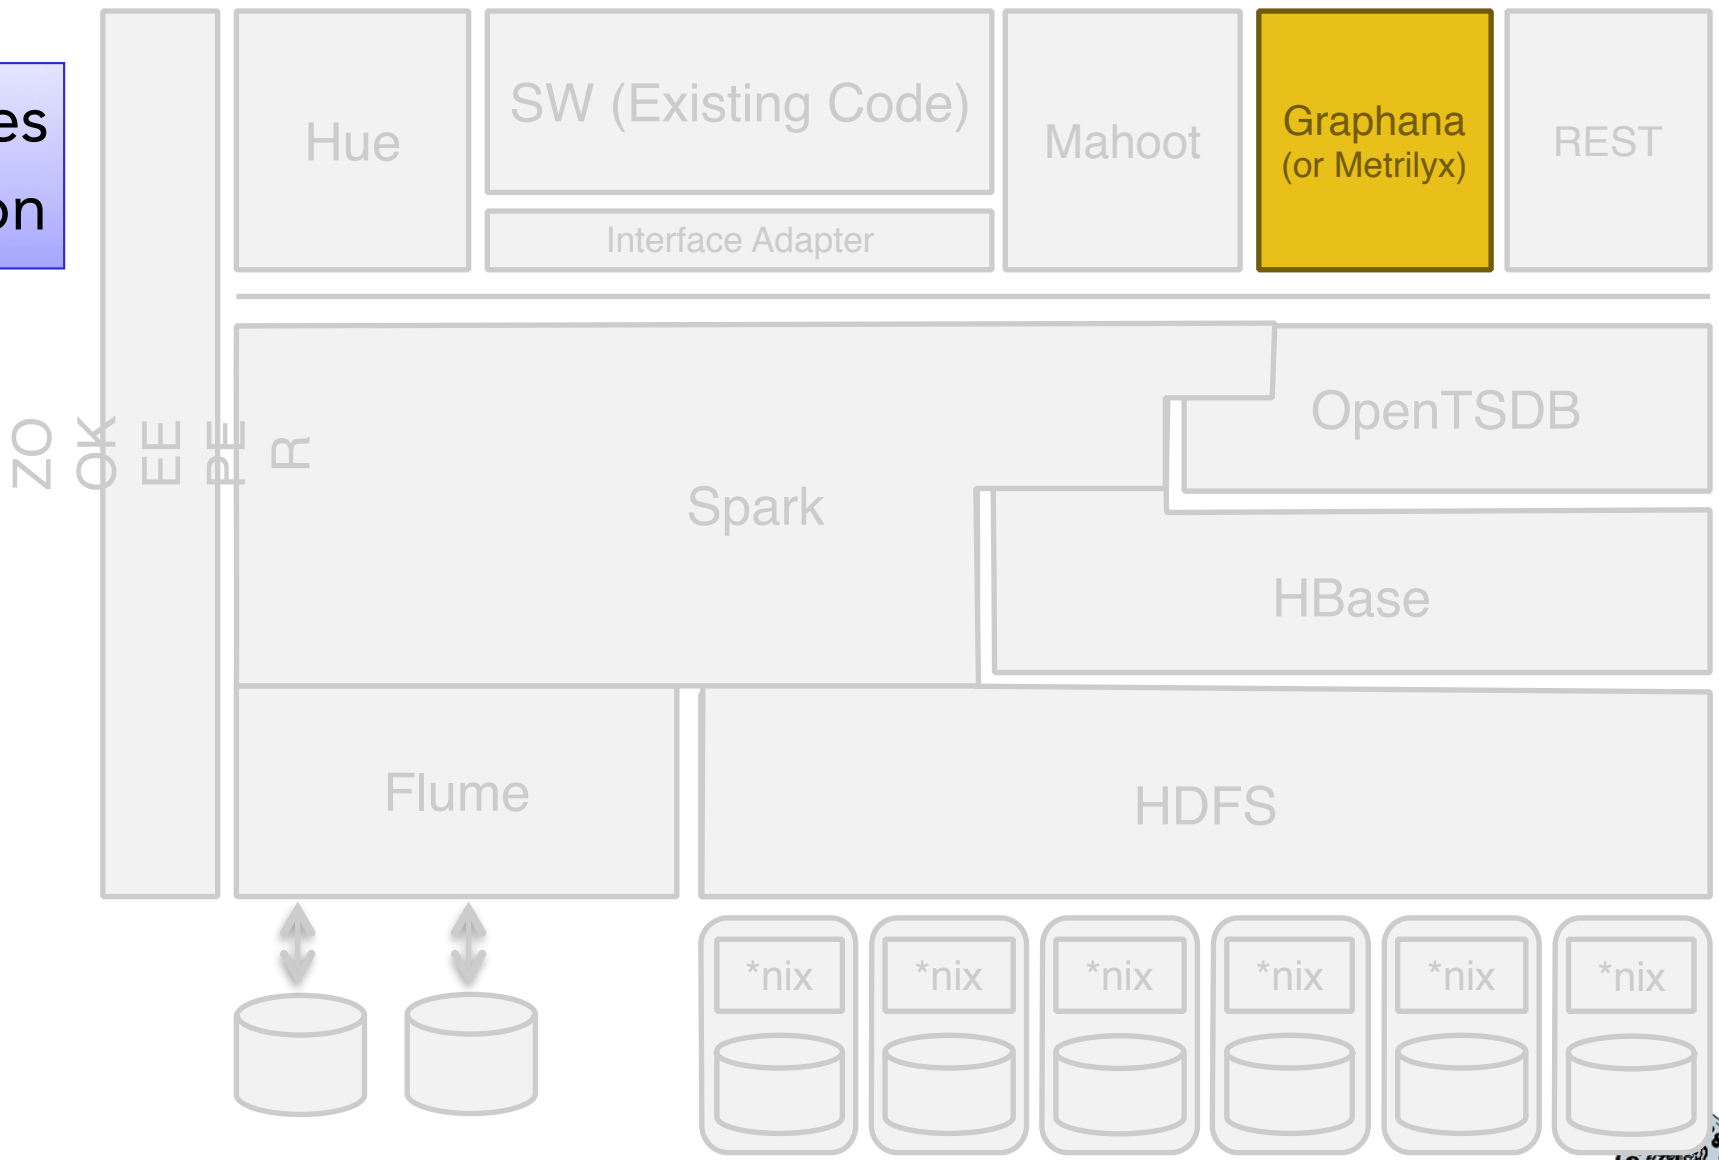 es
on
Hue
SW (Existing Code)
Interface Adapter
Mahoot
Graphana
(or Metrilyx)
REST
ZO
OK
EE
PE
R
Spark
OpenTSDB
HBase
Flume
HDFS
*nix
*nix
*nix
*nix
*nix
*nix